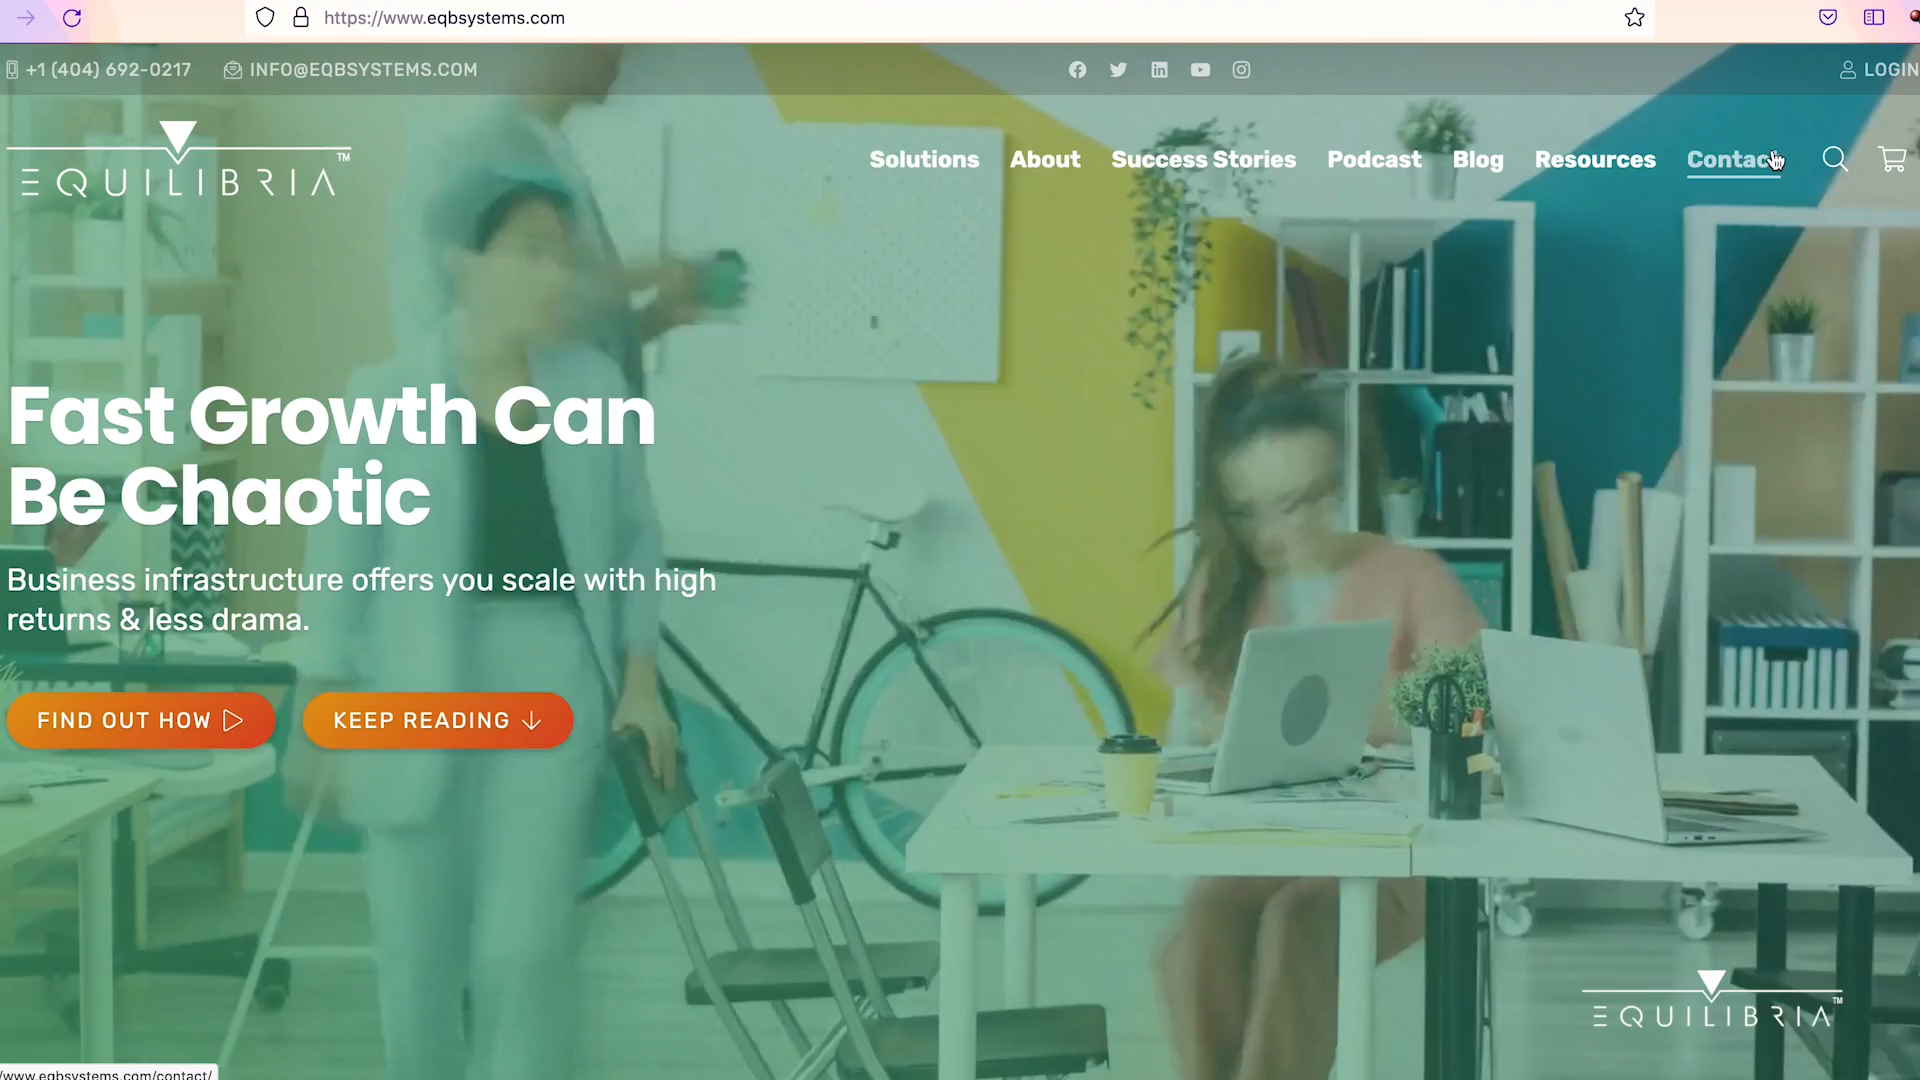 https://www.eqbsystems.com
+1 (404) 692-0217 INFO@EQBSYSTEMS.COM LOGIN
EQUILIBRIA™
Solutions About Success Stories Podcast Blog Resources Contact
Fast Growth Can
Be Chaotic
Business infrastructure offers you scale with high
returns & less drama.
FIND OUT HOW KEEP READING
EQUILIBRIA™
/www.eqbsystems.com/contact/